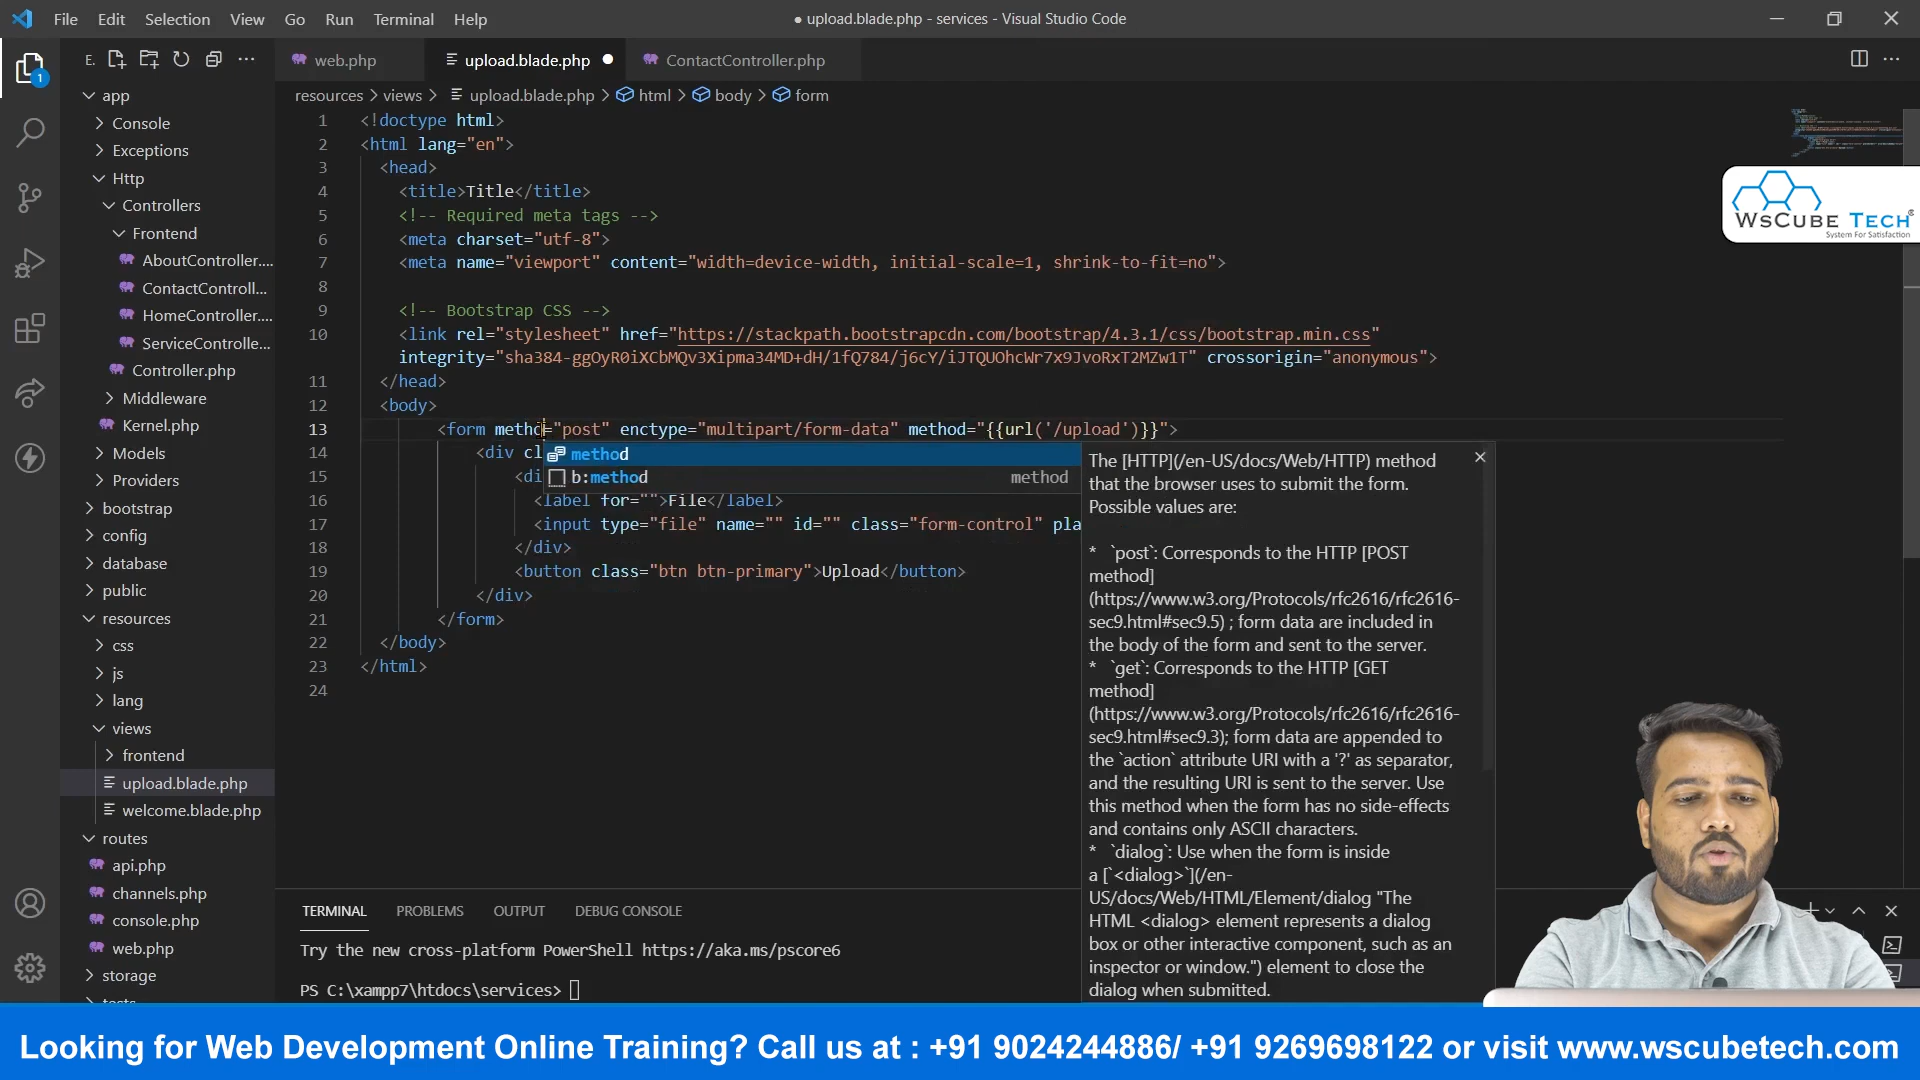 File Edit Selection View Go Run Terminal Help
● upload.blade.php - services - Visual Studio Code
E.
web.php
upload.blade.php
ContactController.php
resources > views > upload.blade.php > html > body > form
1
app
Console
Exceptions
Http
Controllers
Frontend
AboutController....
ContactControll...
HomeController....
ServiceControlle...
Controller.php
Middleware
Kernel.php
Models
Providers
bootstrap
config
database
public
resources
css
js
lang
views
frontend
upload.blade.php
welcome.blade.php
routes
api.php
channels.php
console.php
web.php
storage
1 <!doctype html>
2 <html lang="en">
3 <head>
4 <title>Title</title>
5 <!-- Required meta tags -->
6 <meta charset="utf-8">
7 <meta name="viewport" content="width=device-width, initial-scale=1, shrink-to-fit=no">
8
9 <!-- Bootstrap CSS -->
10 <link rel="stylesheet" href="https://stackpath.bootstrapcdn.com/bootstrap/4.3.1/css/bootstrap.min.css"
integrity="sha384-ggOyR0iXCbMQv3Xipma34MD+dH/1fQ784/j6cY/iJTQUOhcWr7x9JvoRxT2MZw1T" crossorigin="anonymous">
11 </head>
12 <body>
13 <form metho="post" enctype="multipart/form-data" method="{{url('/upload')}}">
14 <div cl
15 <di
16 <label for="">File</label>
17 <input type="file" name="" id="" class="form-control" pla
18 </div>
19 <button class="btn btn-primary">Upload</button>
20 </div>
21 </form>
22 </body>
23 </html>
24
method
b:method method
The [HTTP](/en-US/docs/Web/HTTP) method
that the browser uses to submit the form.
Possible values are:
* `post`: Corresponds to the HTTP [POST
method]
(https://www.w3.org/Protocols/rfc2616/rfc2616-
sec9.html#sec9.5) ; form data are included in
the body of the form and sent to the server.
* `get`: Corresponds to the HTTP [GET
method]
(https://www.w3.org/Protocols/rfc2616/rfc2616-
sec9.html#sec9.3); form data are appended to
the `action` attribute URI with a '?' as separator,
and the resulting URI is sent to the server. Use
this method when the form has no side-effects
and contains only ASCII characters.
* `dialog`: Use when the form is inside
a [`<dialog>`](/en-
US/docs/Web/HTML/Element/dialog "The
HTML <dialog> element represents a dialog
box or other interactive component, such as an
inspector or window.") element to close the
dialog when submitted.
WsCube Tech®
System For Satisfaction
TERMINAL PROBLEMS OUTPUT DEBUG CONSOLE
Try the new cross-platform PowerShell https://aka.ms/pscore6
PS C:\xampp7\htdocs\services>
Looking for Web Development Online Training? Call us at : +91 9024244886/ +91 9269698122 or visit www.wscubetech.com